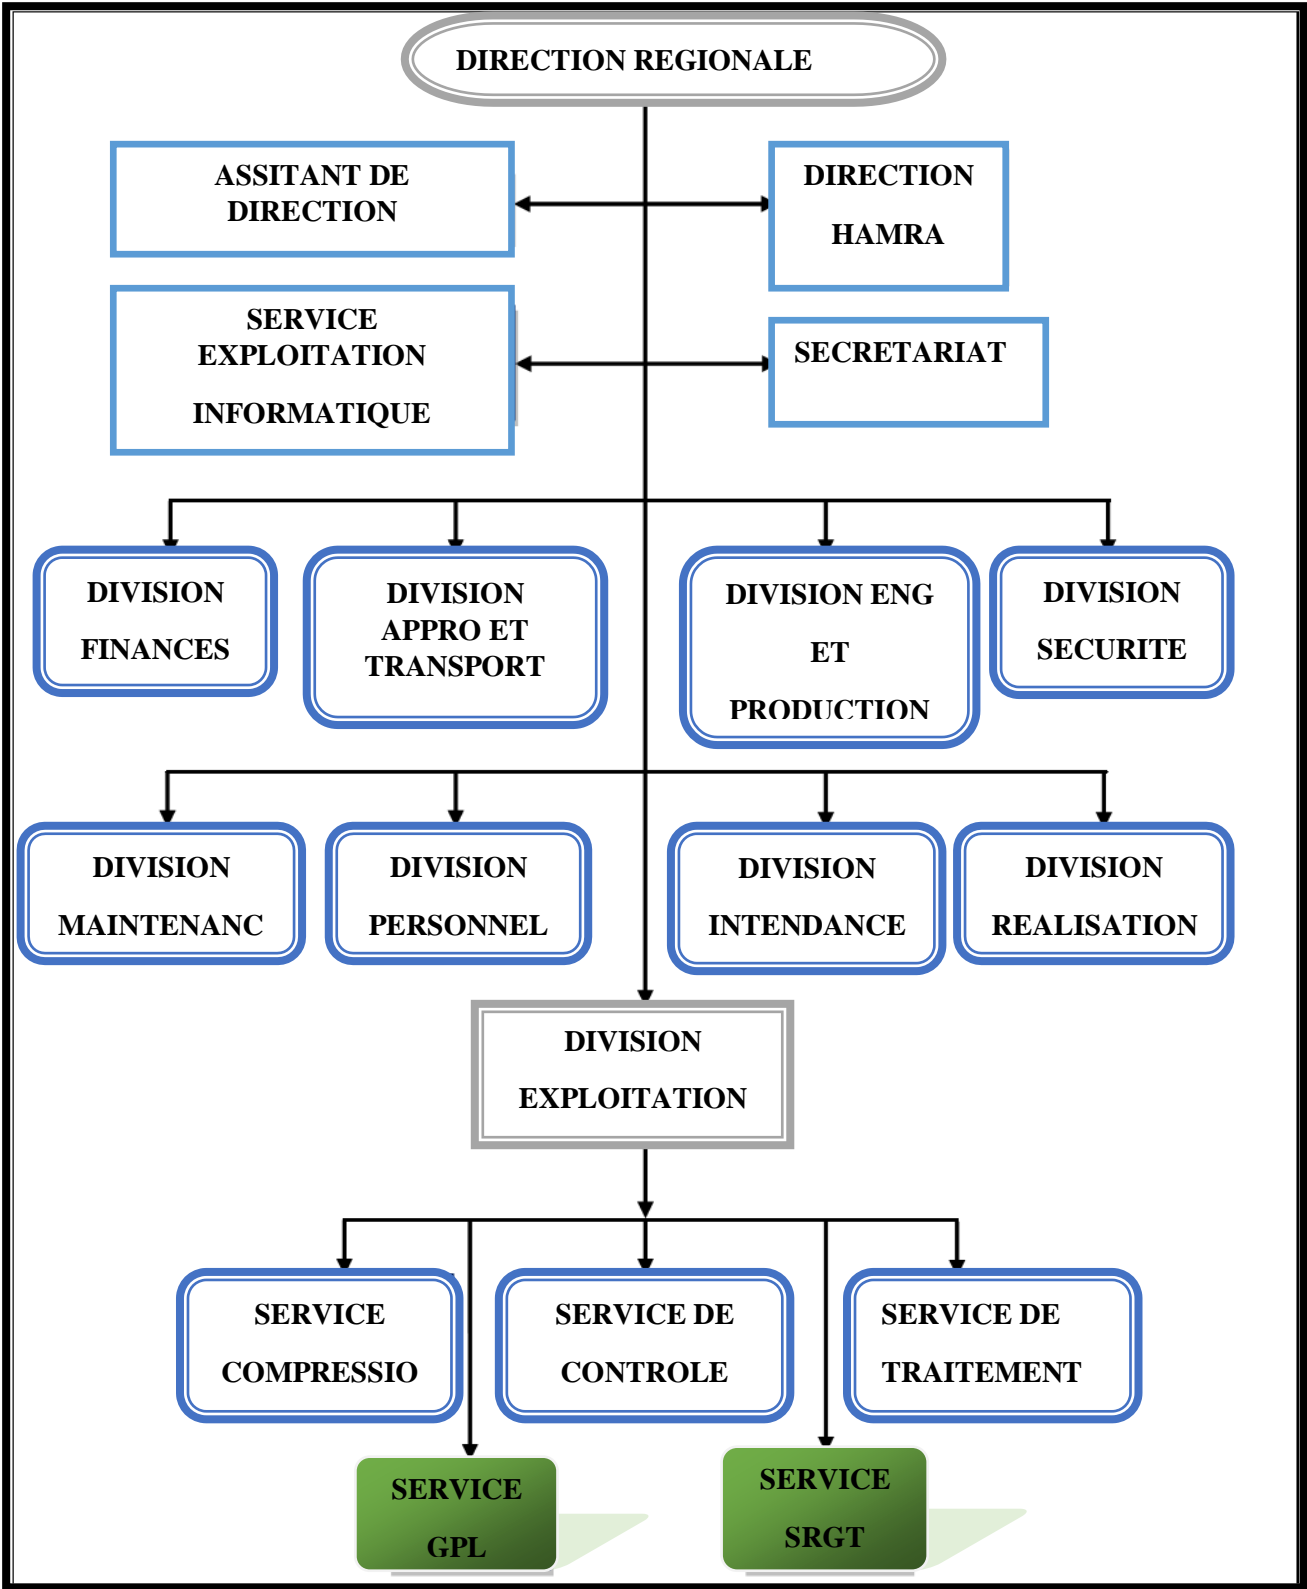 DIRECTION REGIONALE
ASSITANT DE
DIRECTION
DIRECTION
HAMRA
SERVICE
EXPLOITATION
INFORMATIQUE
SECRETARIAT
DIVISION
FINANCES
DIVISION
APPRO ET
TRANSPORT
DIVISION ENG
ET
PRODUCTION
DIVISION
SECURITE
DIVISION
MAINTENANC
DIVISION
PERSONNEL
DIVISION
INTENDANCE
DIVISION
REALISATION
DIVISION
EXPLOITATION
SERVICE
COMPRESSIO
SERVICE DE
CONTROLE
SERVICE DE
TRAITEMENT
SERVICE
GPL
SERVICE
SRGT